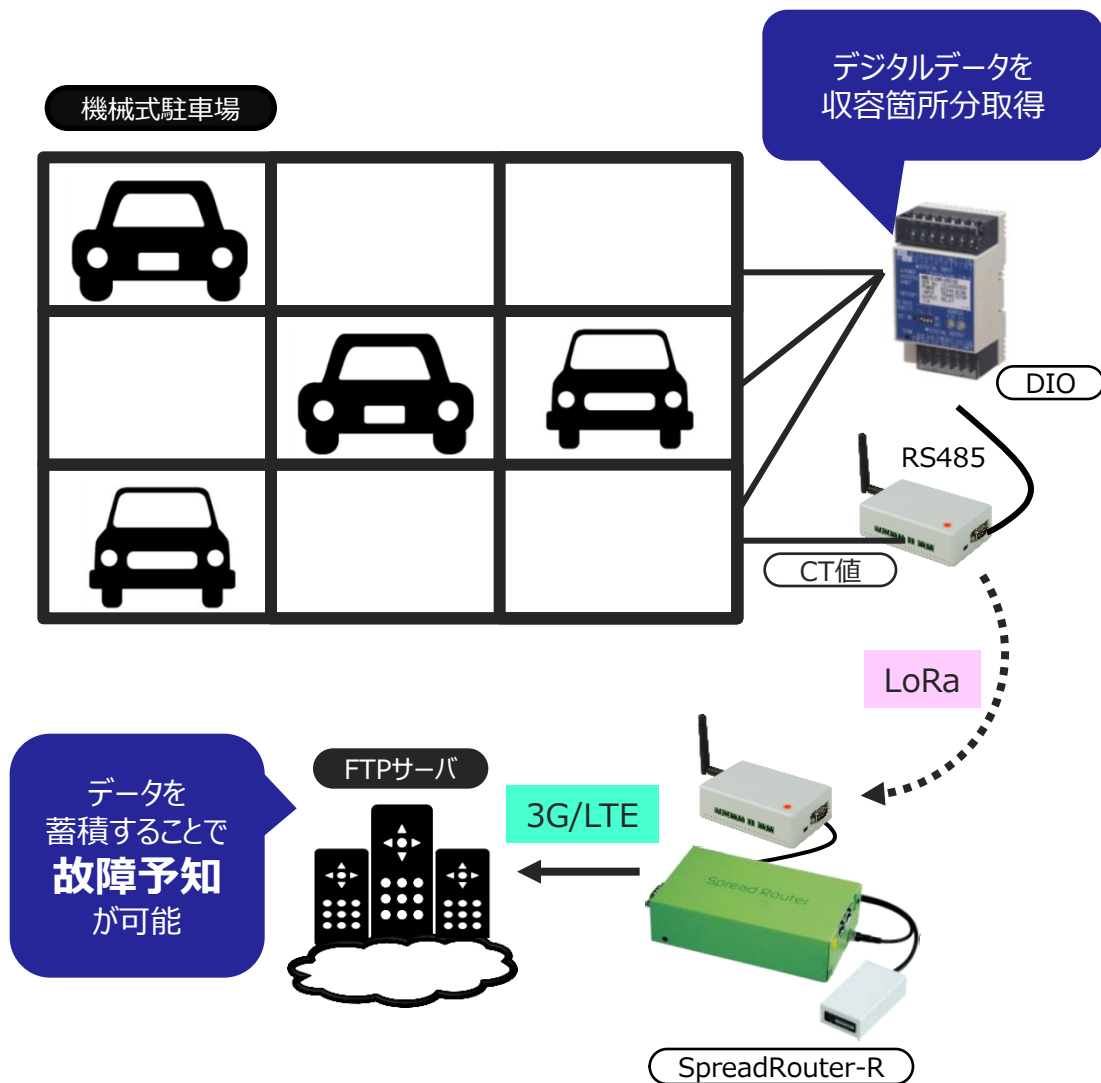 デジタルデータを
収容箇所分取得
機械式駐車場
DIO
RS485
CT値
LoRa
データを
蓄積することで
故障予知
が可能
FTPサーバ
3G/LTE
Spread Router
SpreadRouter-R